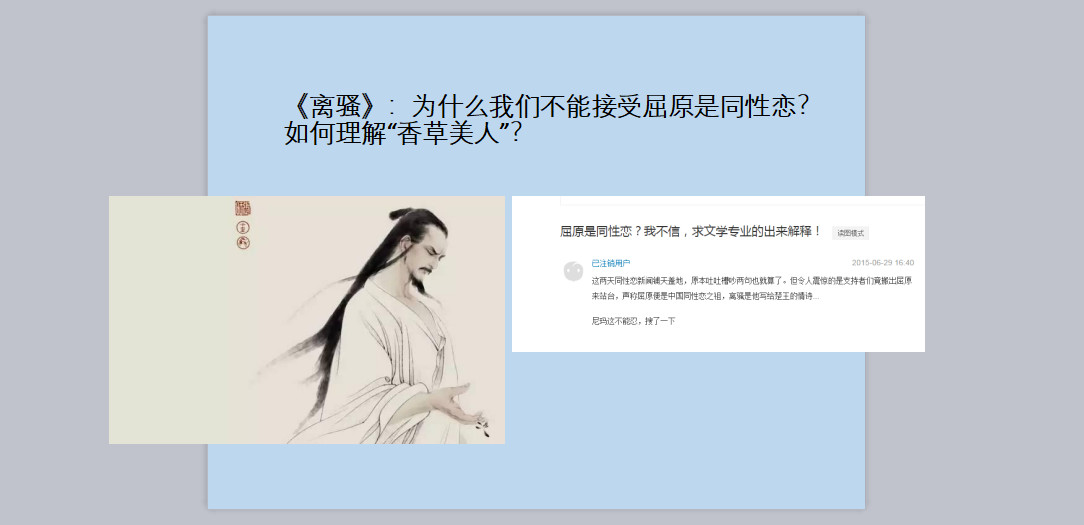 《离骚》：为什么我们不能接受屈原是同性恋？
如何理解“香草美人”？
屈原是同性恋？我不信，求文学专业的出来解释！ 读图模式
已注销用户 2015-06-29 16:40
这两天同性恋新闻铺天盖地，原本吐吐槽吵两句也就算了。但令人震惊的是支持者们竟搬出屈原
来站台，声称屈原便是中国同性恋之祖，离骚是他写给楚王的情诗...
尼玛这不能忍，搜了一下